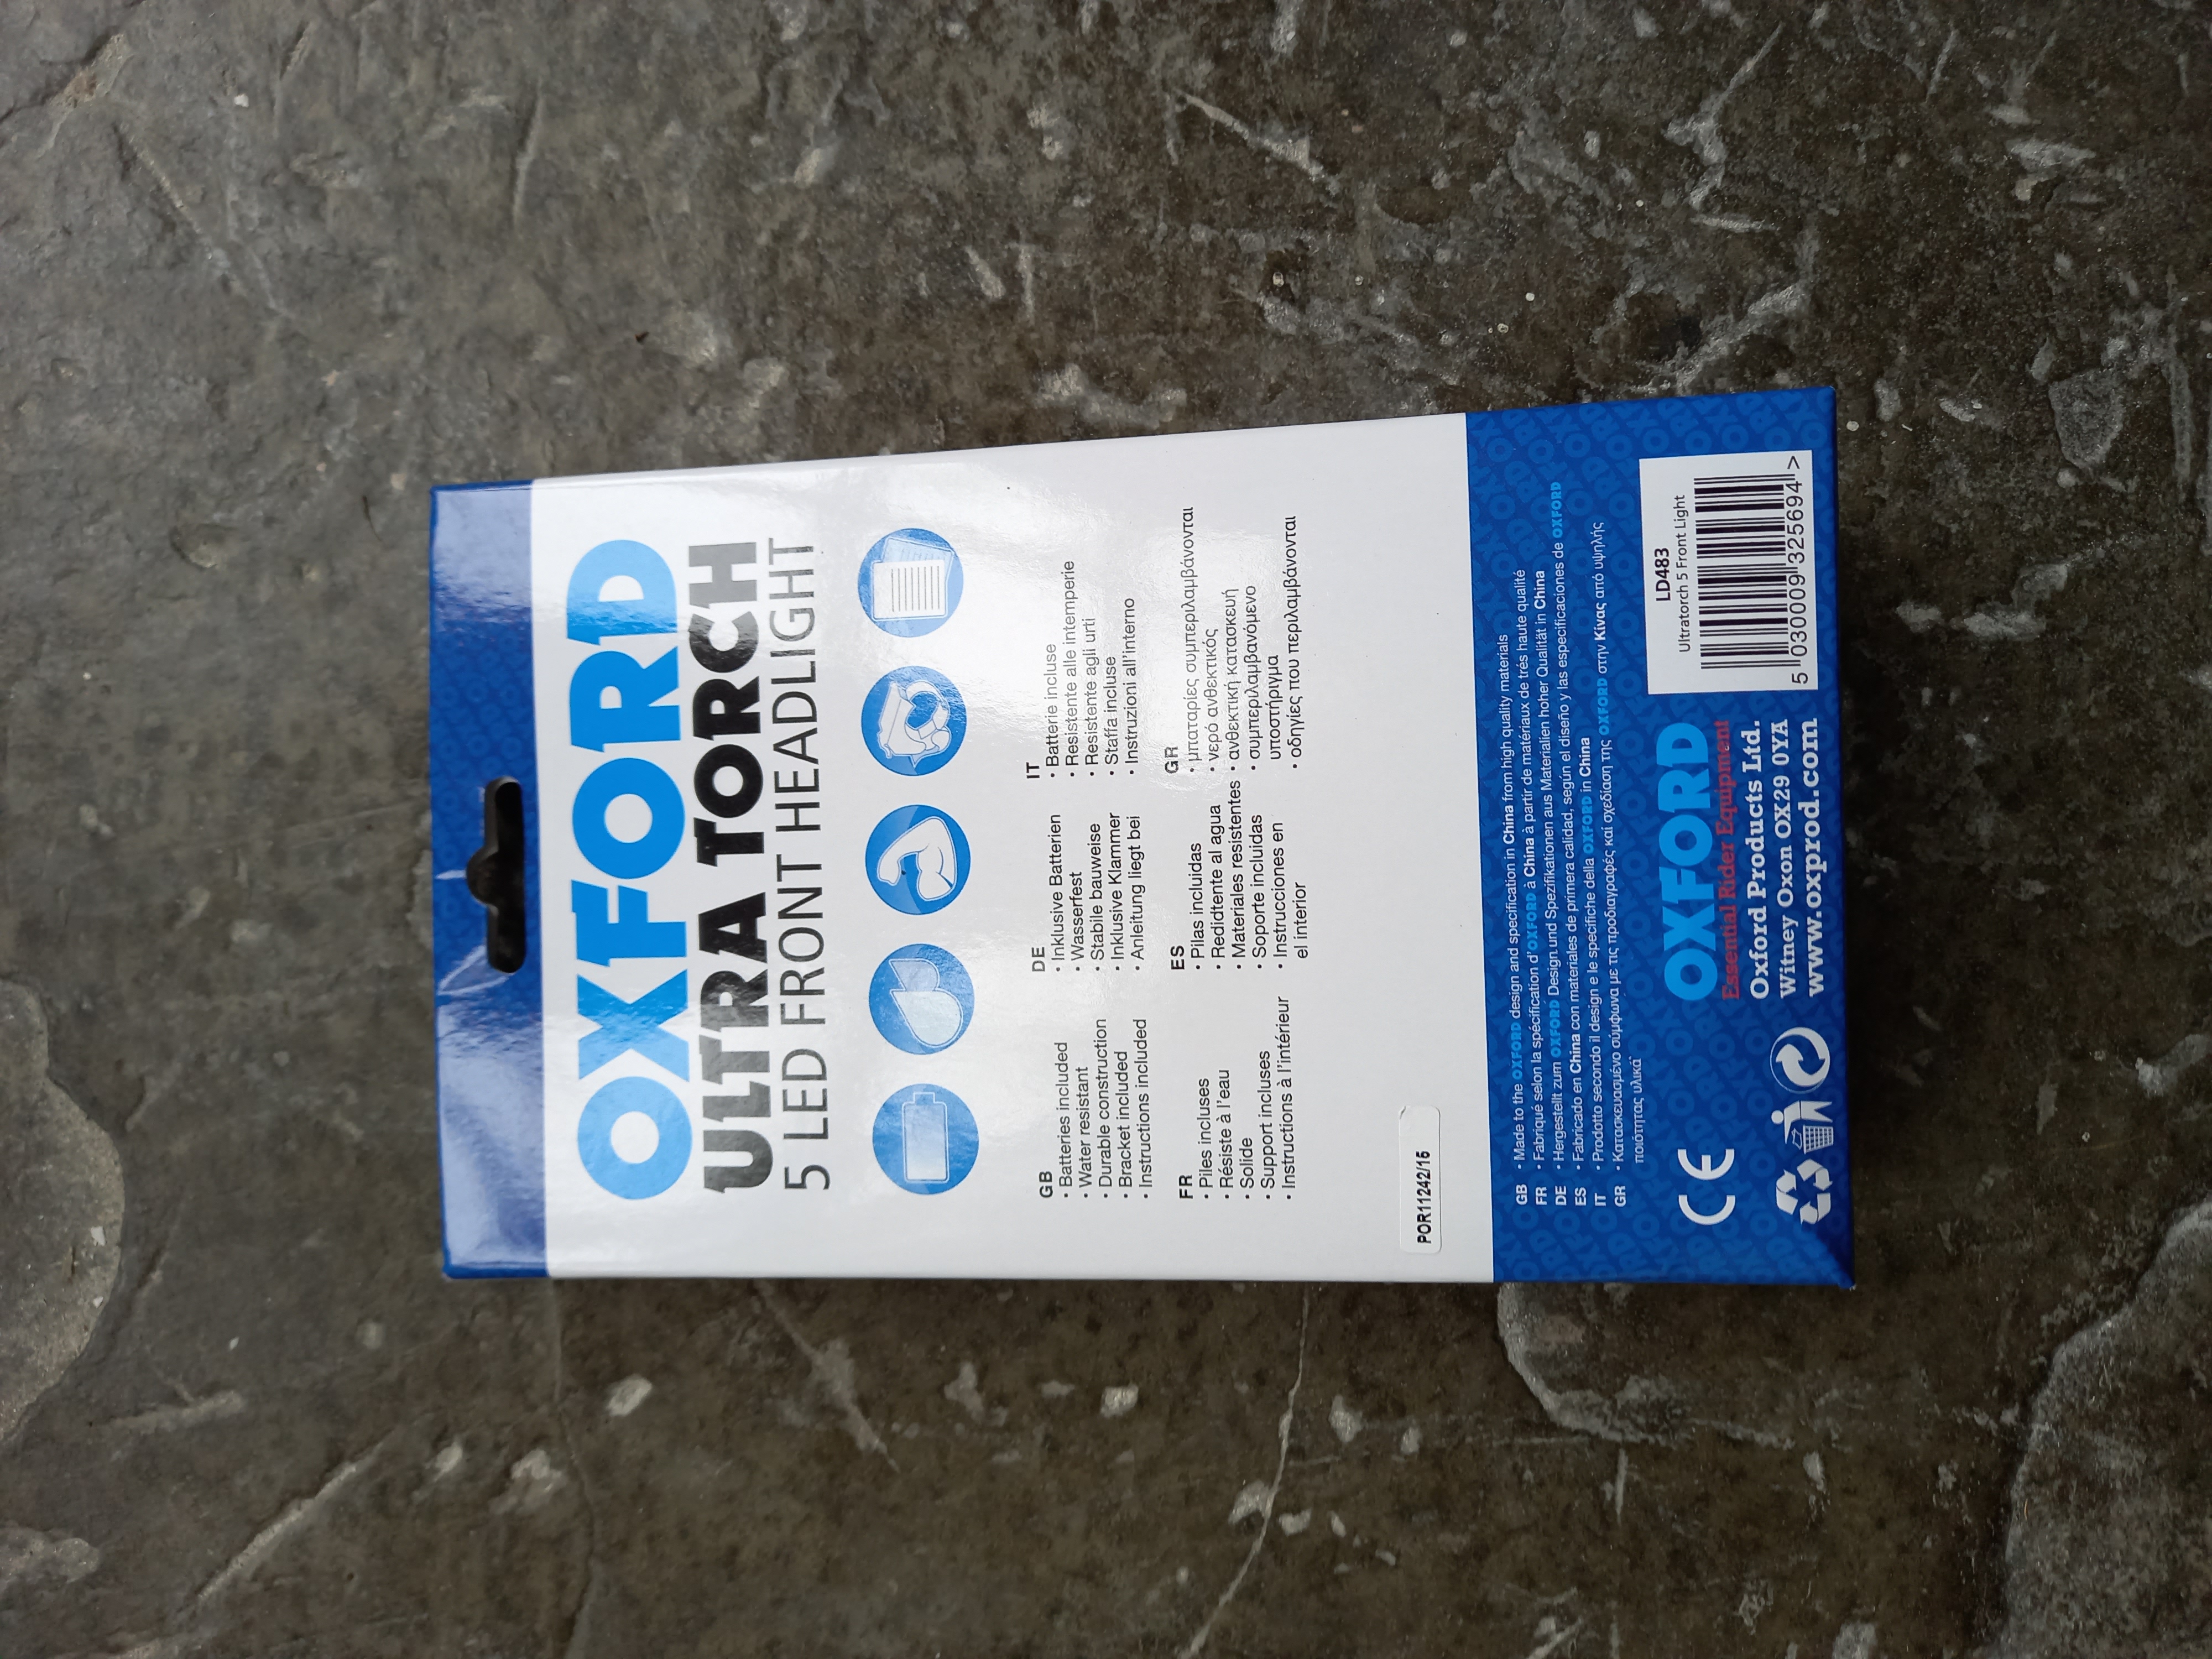 OXFORD
ULTRA TORCH
5 LED FRONT HEADLIGHT
GB
• Batteries included
• Water resistant
• Durable construction
• Bracket included
• Instructions included
DE
• Inklusive Batterien
• Wasserfest
• Stabile bauweise
• Inklusive Klammer
• Anleitung liegt bei
IT
• Batterie incluse
• Resistente alle intemperie
• Resistente agli urti
• Staffa incluse
• Instruzioni all'interno
FR
• Piles incluses
• Résiste à l'eau
• Solide
• Support incluses
• Instructions à l'intérieur
ES
• Pilas incluidas
• Reidtente al agua
• Materiales resistentes
• Soporte incluidas
• Instrucciones en
el interior
GR
• μπαταρίες συμπεριλαμβάνονται
• νερό ανθεκτικός
• ανθεκτική κατασκευή
• συμπεριλαμβανόμενο
υποστήριγμα
• οδηγίες που περιλαμβάνονται
POR11242/16
GB • Made to the OXFORD design and specification in China from high quality materials
FR • Fabriqué selon la spécification d'OXFORD à China à partir de matériaux de trés haute qualité
DE • Hergestellt zum OXFORD Design und Spezifikationen aus Materialien hoher Qualität in China
ES • Fabricado en China con materiales de primera calidad, según el diseño y las especificaciones de OXFORD
IT • Prodotto secondo il design e le specifiche della OXFORD in China
GR • Κατασκευασμένο σύμφωνα με τις προδιαγραφές και σχεδίαση της OXFORD στην Κίνας από υψηλής
ποιότητας υλικά
CE
OXFORD
Essential Rider Equipment
Oxford Products Ltd.
Witney Oxon OX29 0YA
www.oxprod.com
LD483
Ultratorch 5 Front Light
5 030009 325694 >